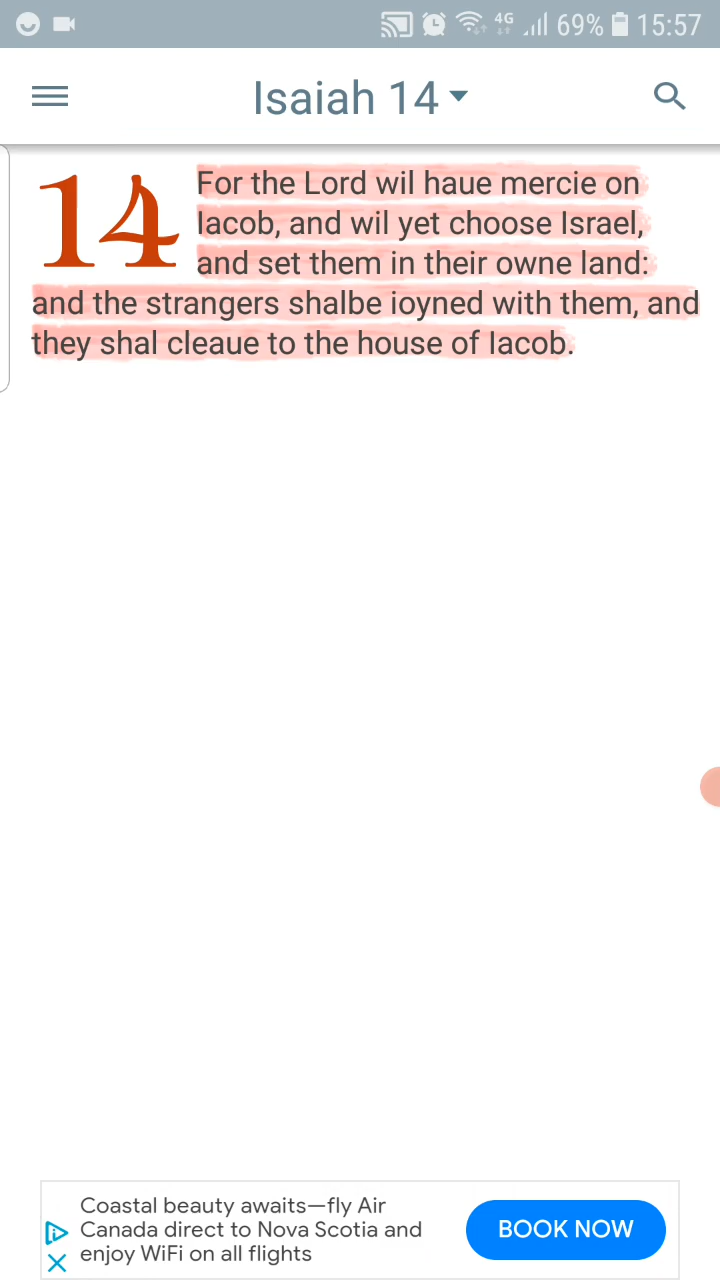 4G 69% 15:57
Isaiah 14
14 For the Lord wil haue mercie on
Iacob, and wil yet choose Israel,
and set them in their owne land:
and the strangers shalbe ioyned with them, and
they shal cleaue to the house of Iacob.
Coastal beauty awaits—fly Air
Canada direct to Nova Scotia and
enjoy WiFi on all flights
BOOK NOW